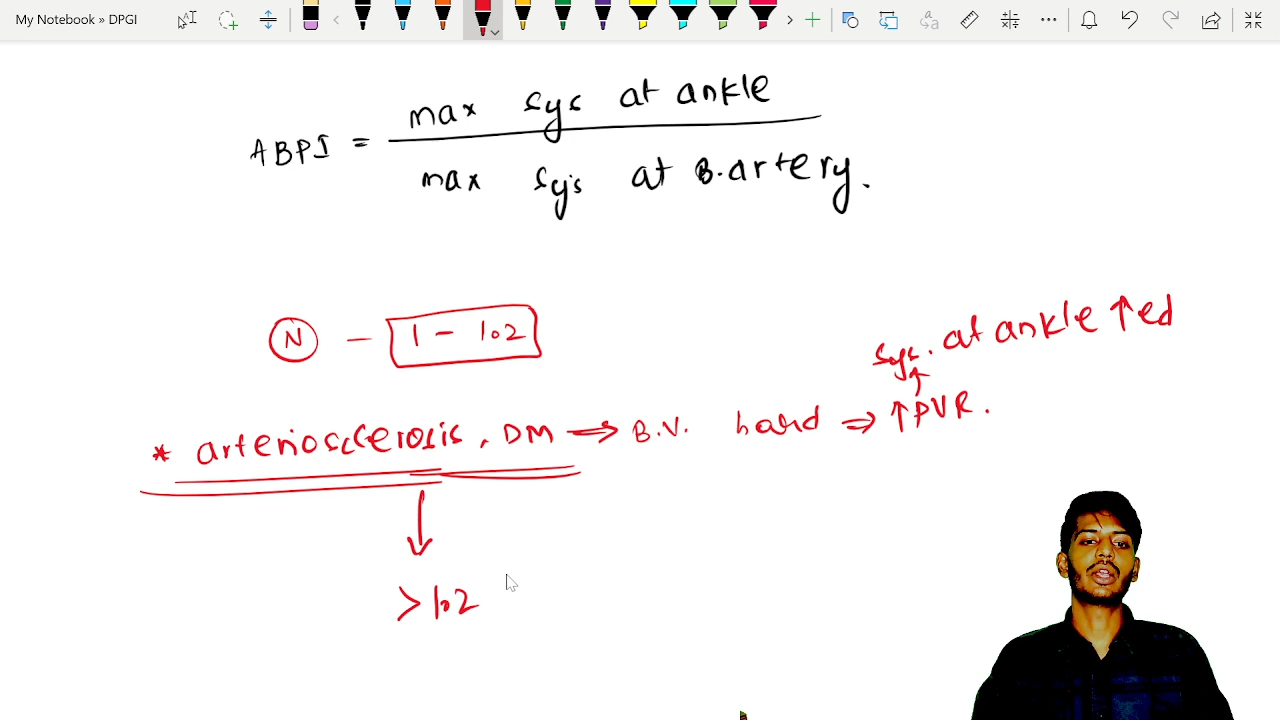 My Notebook » DPGI
ABPI = max sys at ankle
max sys at B.artery.
N - 1 - 1.2
sys. at ankle ↑ed
* arteriosclerosis, DM → B.V. hard ⇒ ↑PVR.
> 1.2